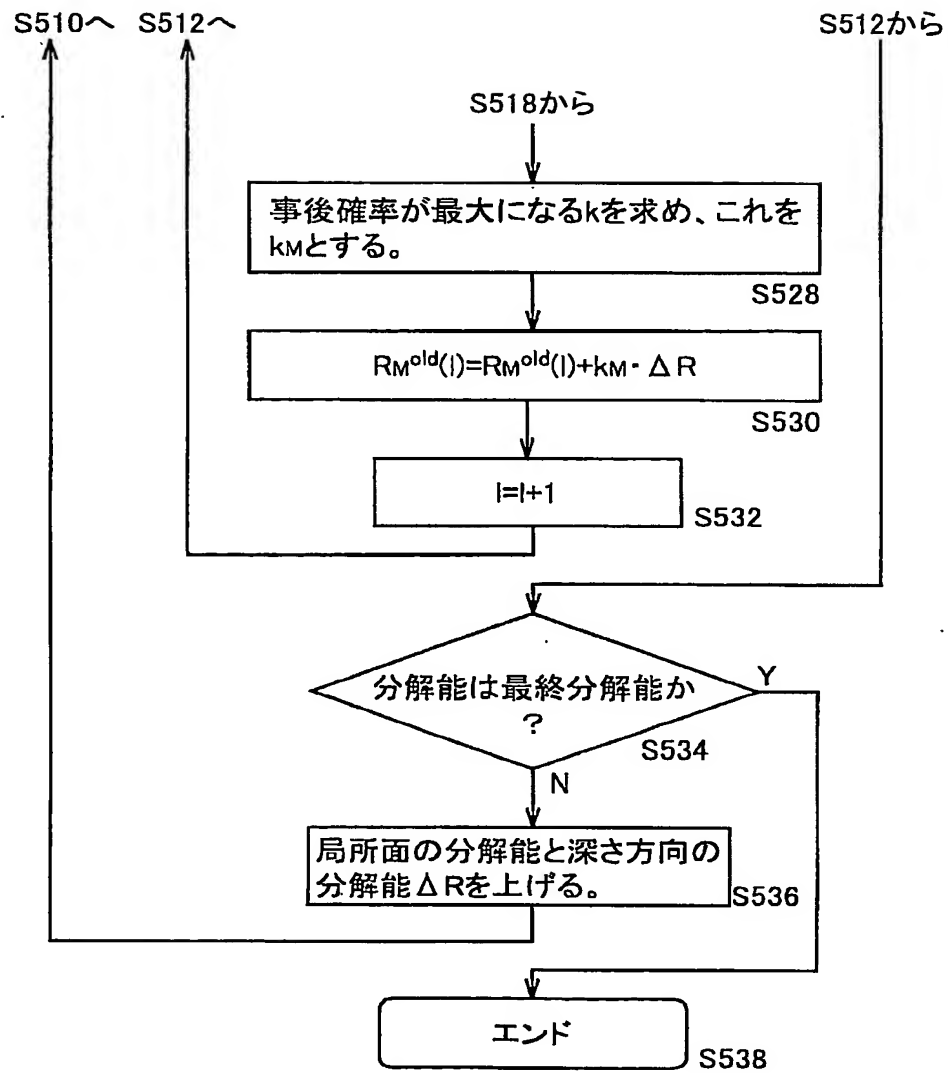 S510へ S512へ S512から
S518から
事後確率が最大になるkを求め、これを
kMとする。
S528
RM^old(l)=RM^old(l)+kM・ΔR
S530
l=l+1
S532
分解能は最終分解能か
?
Y
S534
N
局所面の分解能と深さ方向の
分解能ΔRを上げる。
S536
エンド
S538